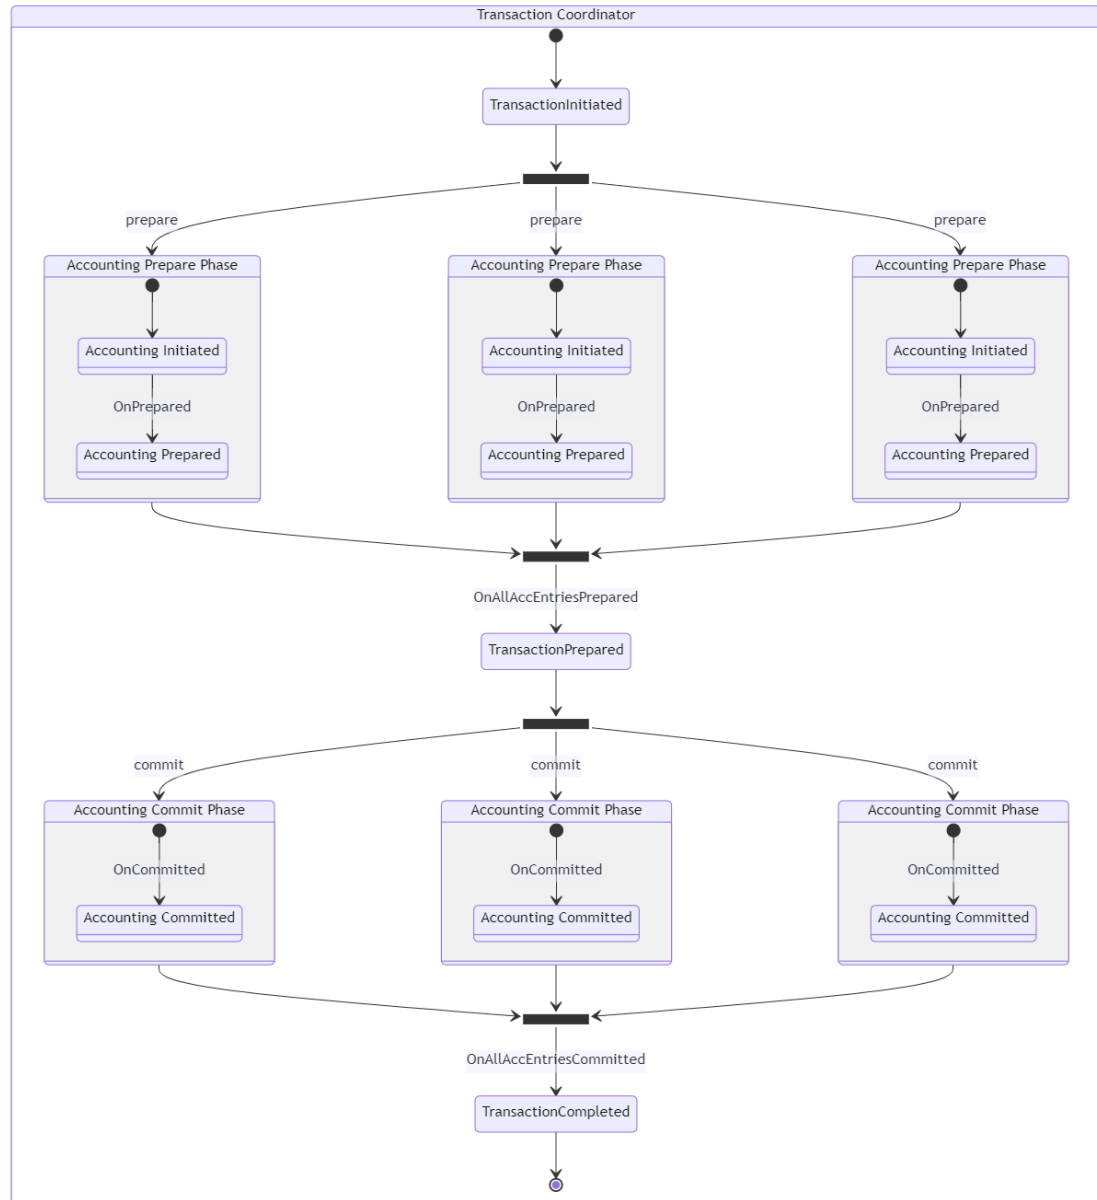 Transaction Coordinator
TransactionInitiated
prepare
prepare
prepare
Accounting Prepare Phase
Accounting Prepare Phase
Accounting Prepare Phase
Accounting Initiated
Accounting Initiated
Accounting Initiated
OnPrepared
OnPrepared
OnPrepared
Accounting Prepared
Accounting Prepared
Accounting Prepared
OnAllAccEntriesPrepared
TransactionPrepared
commit
commit
commit
Accounting Commit Phase
Accounting Commit Phase
Accounting Commit Phase
OnCommitted
OnCommitted
OnCommitted
Accounting Committed
Accounting Committed
Accounting Committed
OnAllAccEntriesCommitted
TransactionCompleted